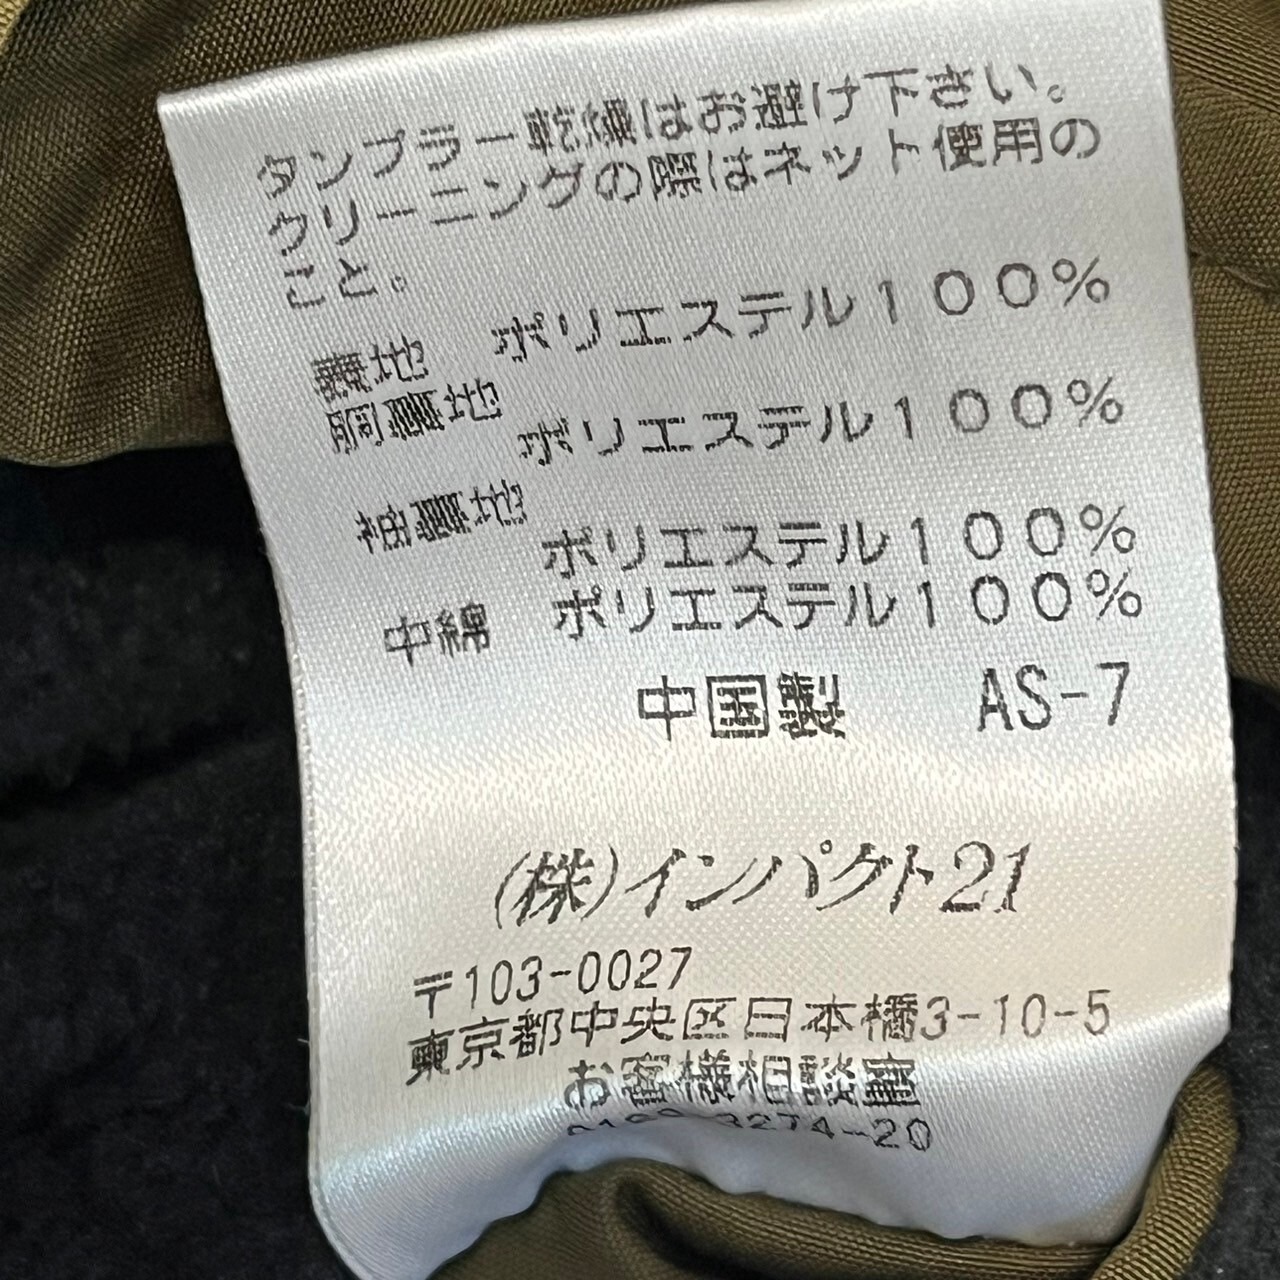 タンブラー乾燥はお避け下さい。
クリーニングの際はネット使用の
こと。
表地 ポリエステル100%
胴裏地 ポリエステル100%
袖裏地 ポリエステル100%
中綿 ポリエステル100%
中国製 AS-7
(株)インパクト21
〒103-0027
東京都中央区日本橋3-10-5
お客様相談室
3274-20